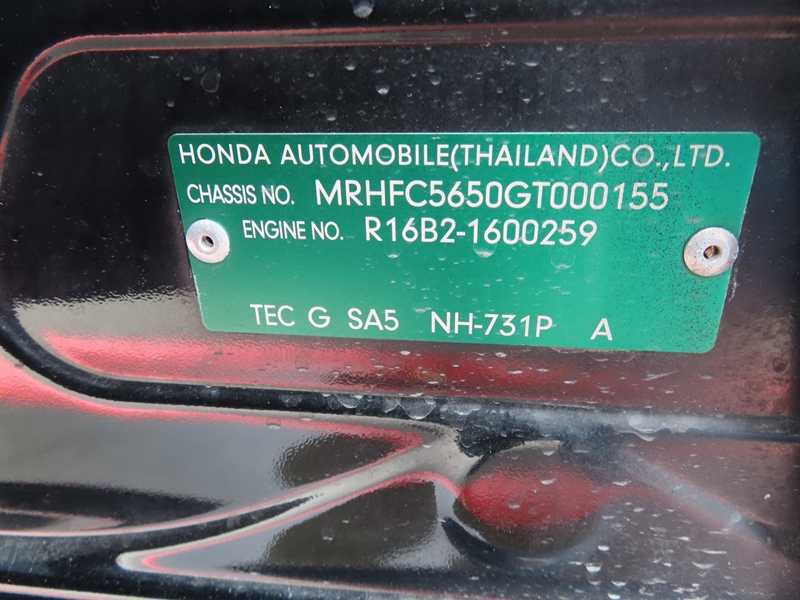 HONDA AUTOMOBILE(THAILAND)CO.,LTD.
CHASSIS NO. MRHFC5650GT000155
ENGINE NO. R16B2-1600259
TEC G SA5 NH-731P A